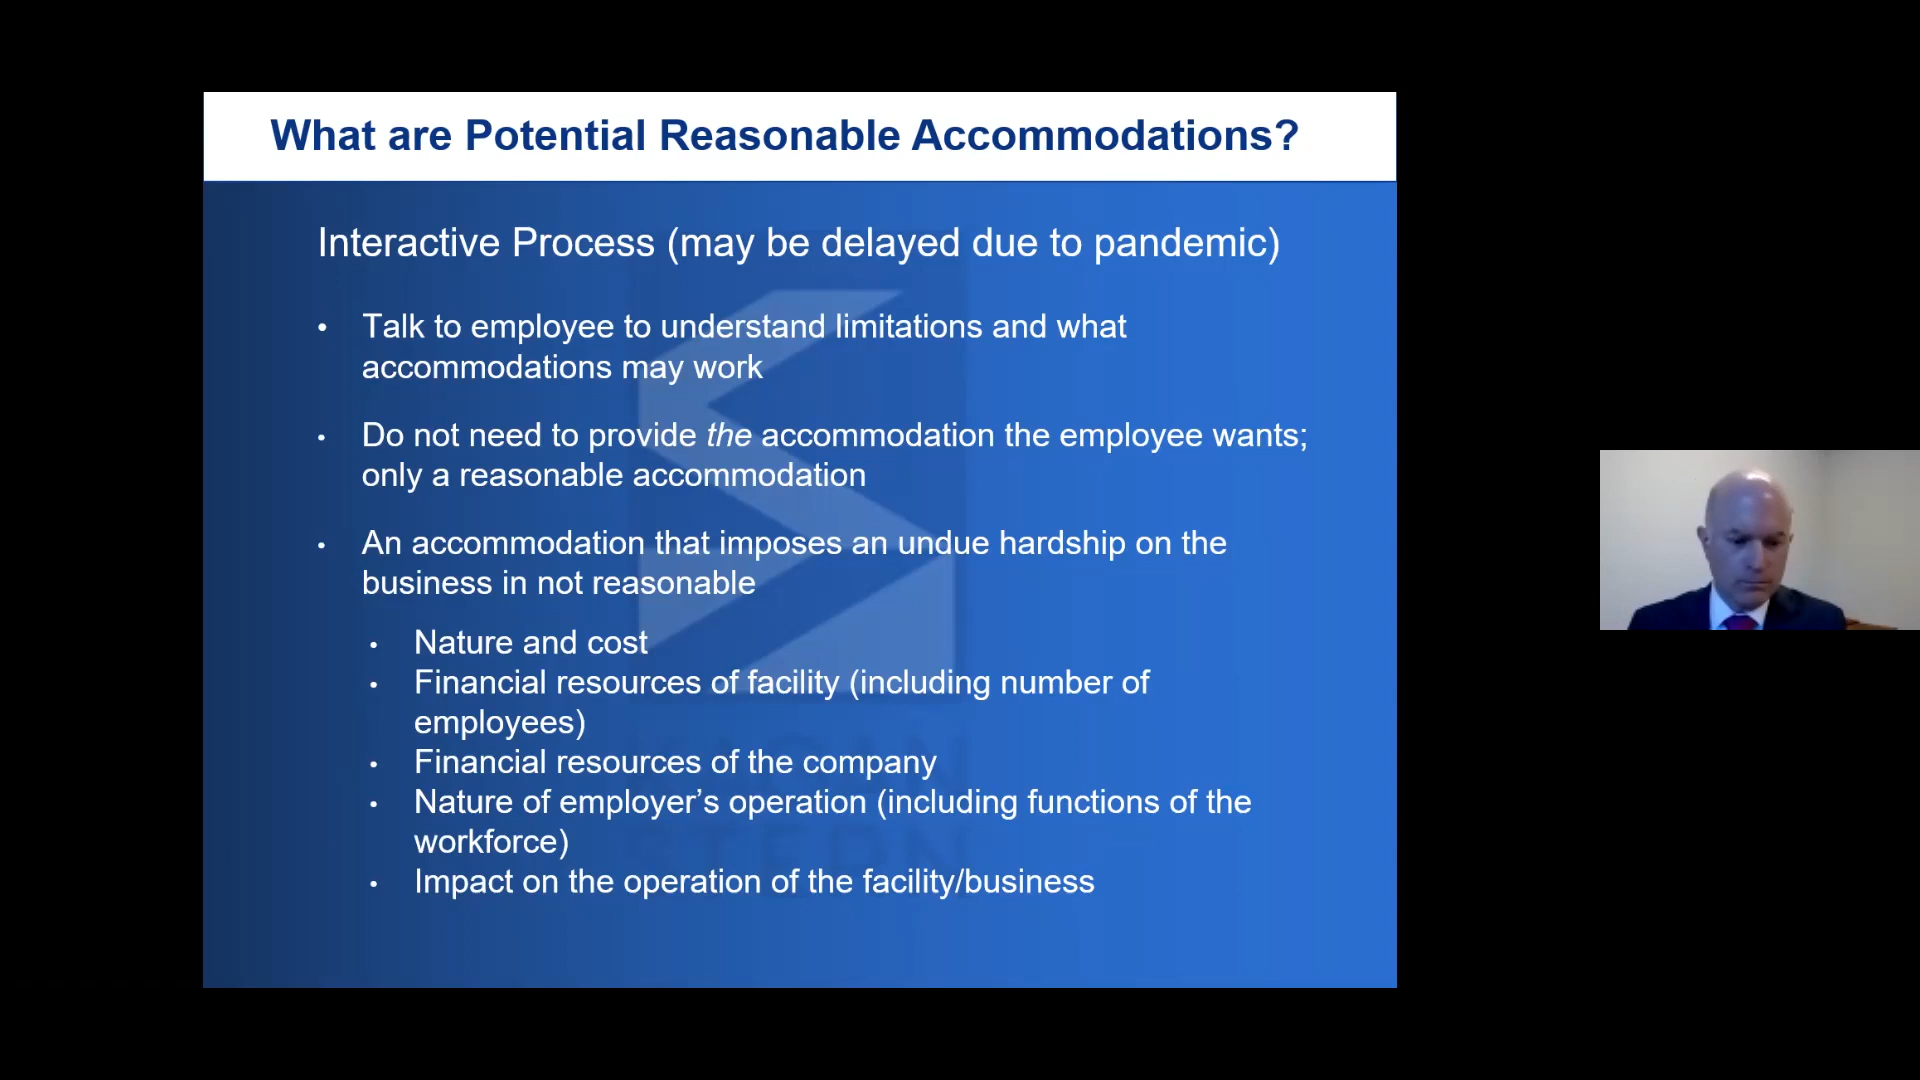 What are Potential Reasonable Accommodations?
Interactive Process (may be delayed due to pandemic)
• Talk to employee to understand limitations and what
accommodations may work
• Do not need to provide the accommodation the employee wants;
only a reasonable accommodation
• An accommodation that imposes an undue hardship on the
business in not reasonable
• Nature and cost
• Financial resources of facility (including number of
employees)
• Financial resources of the company
• Nature of employer’s operation (including functions of the
workforce)
• Impact on the operation of the facility/business